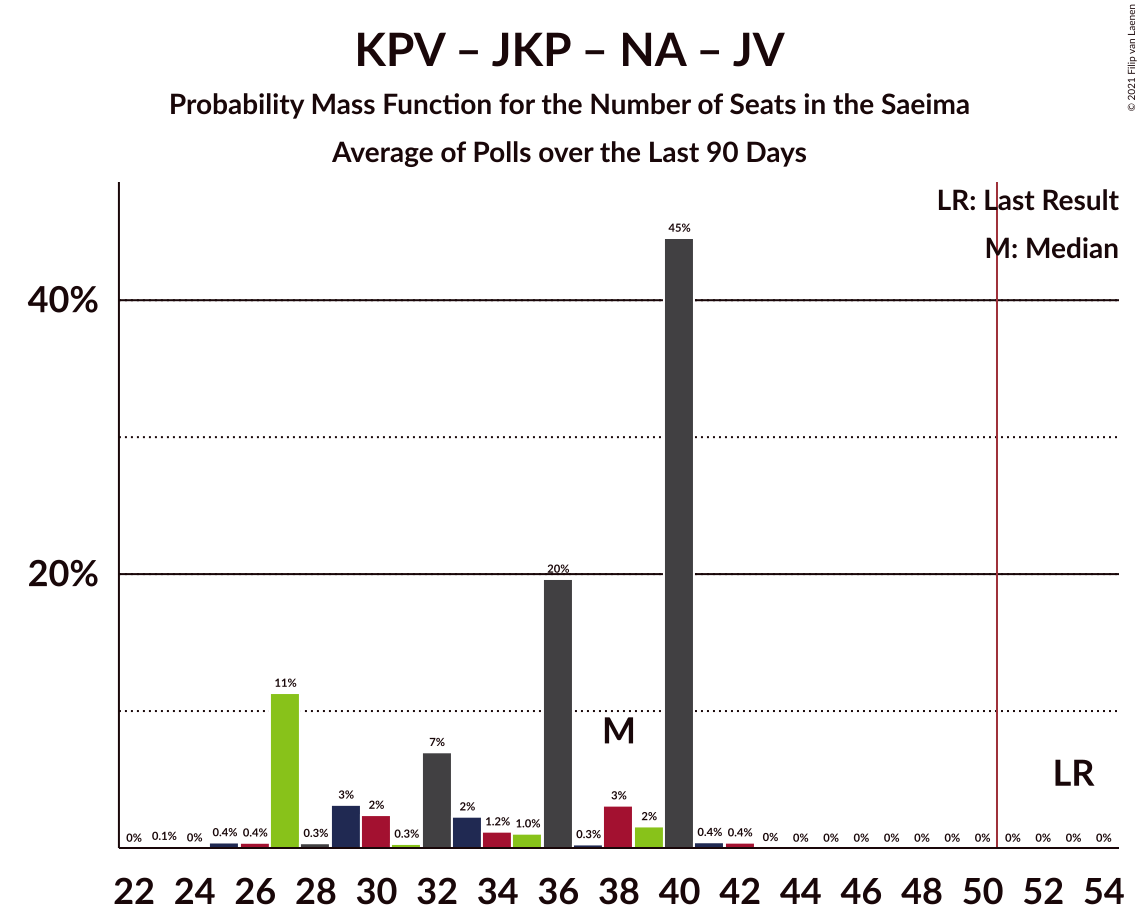 KPV – JKP – NA – JV
Probability Mass Function for the Number of Seats in the Saeima
Average of Polls over the Last 90 Days
© 2021 Filip van Laenen
LR: Last Result
M: Median
40%
20%
0% 0.1% 0% 0.4% 0.4% 11% 0.3% 3% 2% 0.3% 7% 2% 1.2% 1.0% 20% 0.3% 3% 2% 45% 0.4% 0.4% 0% 0% 0% 0% 0% 0% 0% 0% 0% 0% 0% 0%
M
LR
22 24 26 28 30 32 34 36 38 40 42 44 46 48 50 52 54